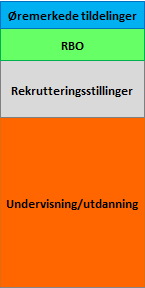 Øremerkede tildelinger
RBO
Rekrutteringsstillinger
Undervisning/utdanning